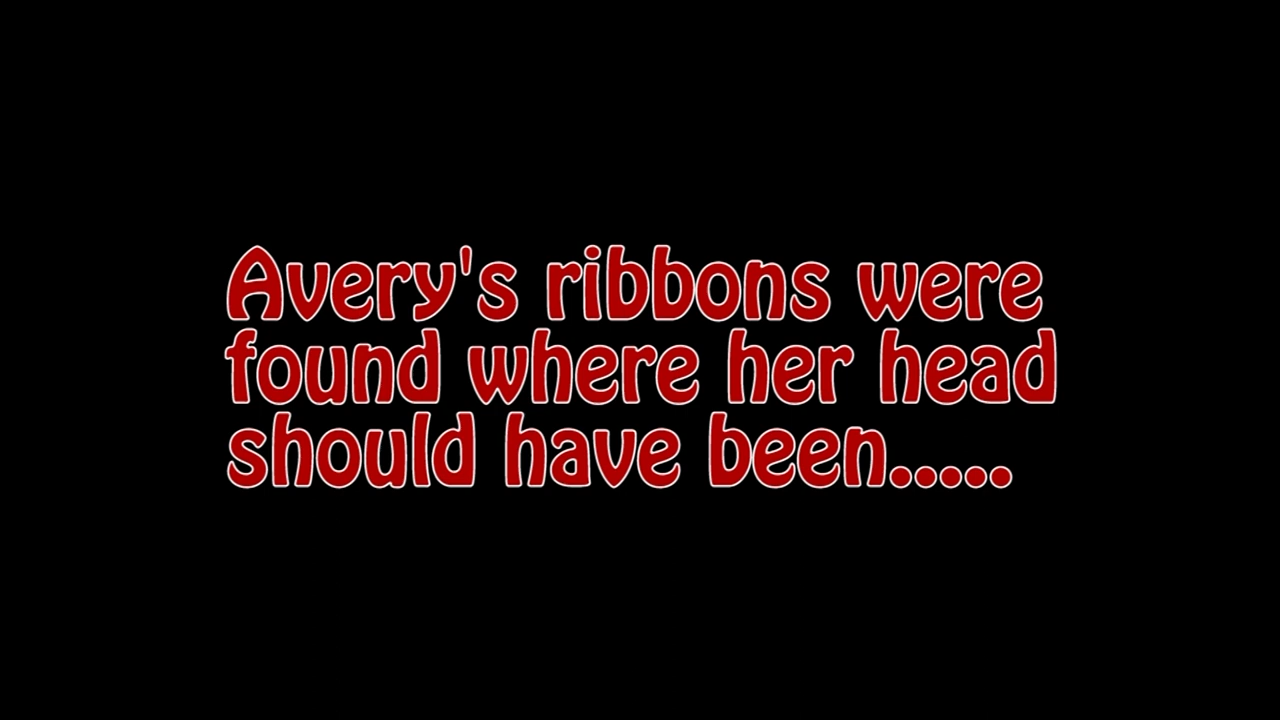 Avery's ribbons were
found where her head
should have been.....